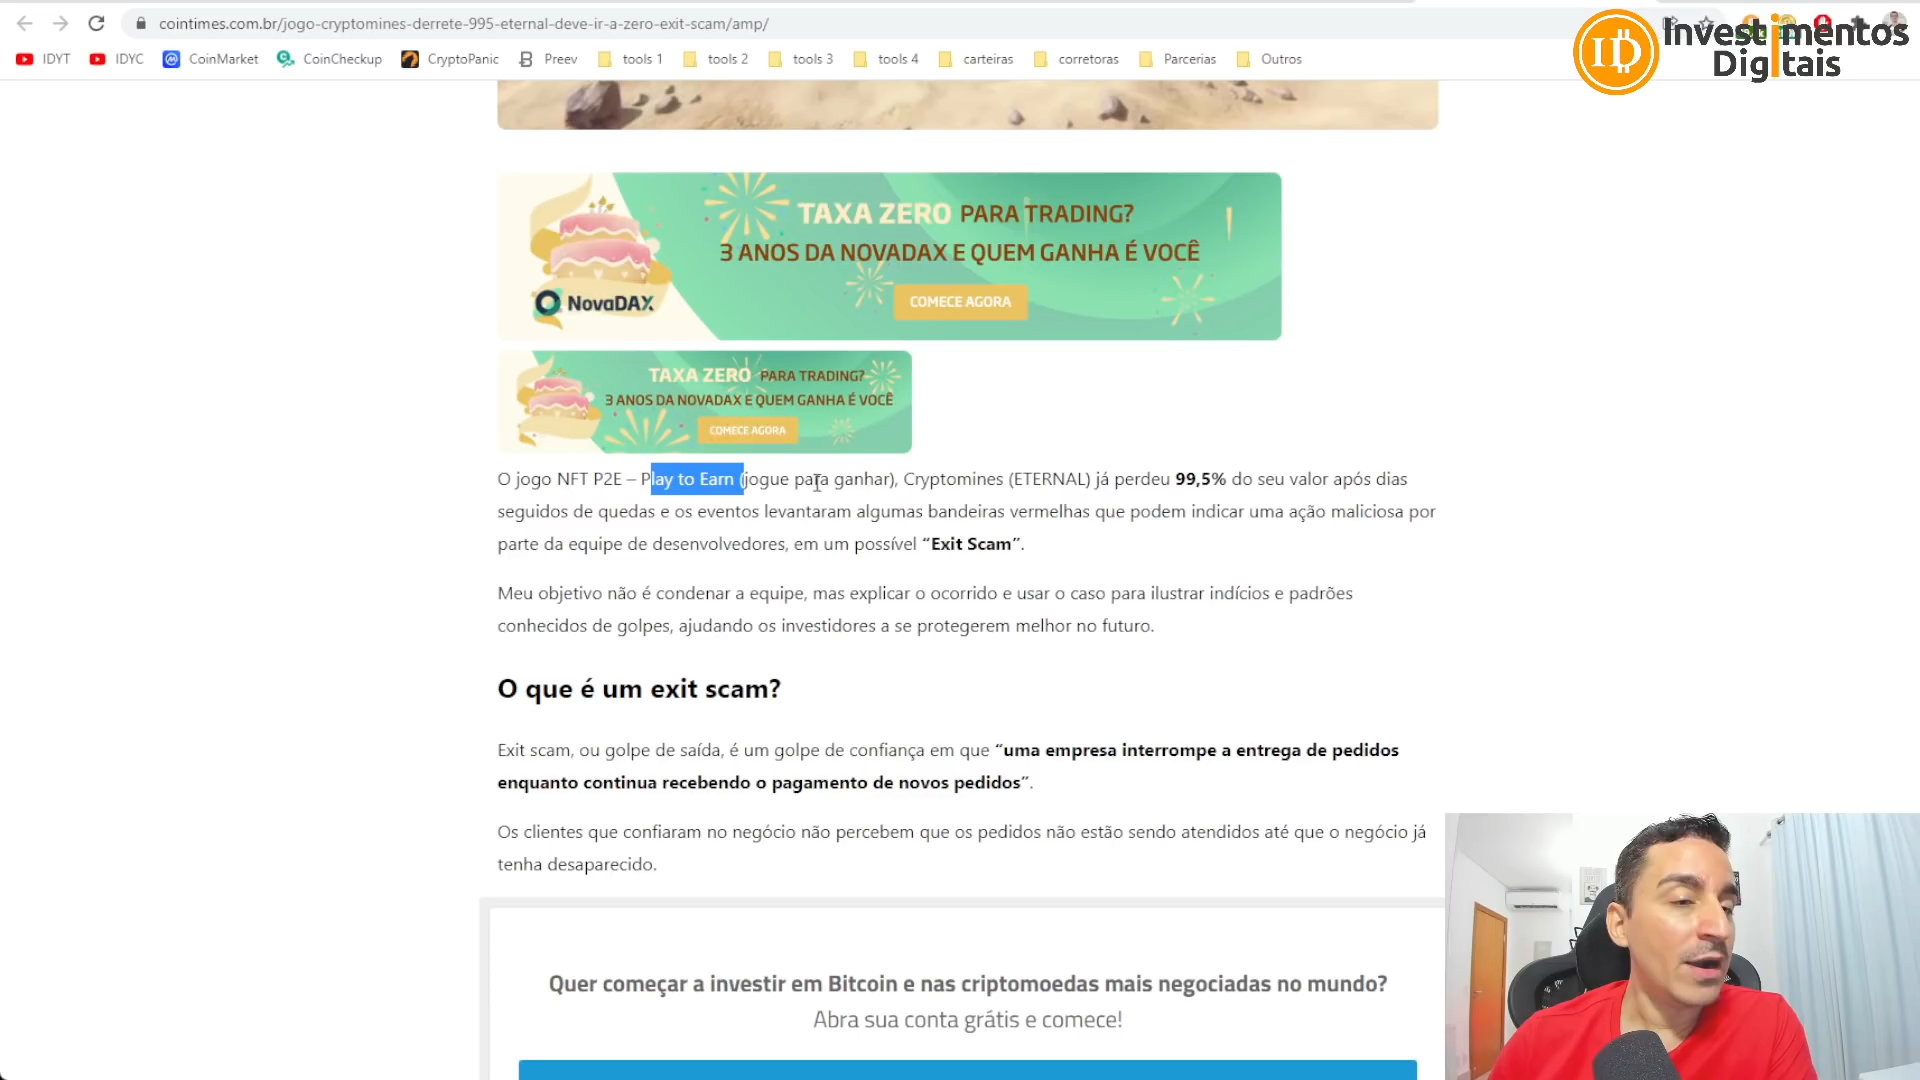 cointimes.com.br/jogo-cryptomines-derrete-995-eternal-deve-ir-a-zero-exit-scam/amp/
IDYT IDYC CoinMarket CoinCheckup CryptoPanic Preev tools 1 tools 2 tools 3 tools 4 carteiras corretoras Parcerias Outros
ID Investimentos
Digitais
TAXA ZERO PARA TRADING?
3 ANOS DA NOVADAX E QUEM GANHA É VOCÊ
NovaDAX
COMECE AGORA
TAXA ZERO PARA TRADING?
3 ANOS DA NOVADAX E QUEM GANHA É VOCÊ
COMECE AGORA
O jogo NFT P2E – Play to Earn (jogue para ganhar), Cryptomines (ETERNAL) já perdeu 99,5% do seu valor após dias
seguidos de quedas e os eventos levantaram algumas bandeiras vermelhas que podem indicar uma ação maliciosa por
parte da equipe de desenvolvedores, em um possível “Exit Scam”.
Meu objetivo não é condenar a equipe, mas explicar o ocorrido e usar o caso para ilustrar indícios e padrões
conhecidos de golpes, ajudando os investidores a se protegerem melhor no futuro.
O que é um exit scam?
Exit scam, ou golpe de saída, é um golpe de confiança em que “uma empresa interrompe a entrega de pedidos
enquanto continua recebendo o pagamento de novos pedidos”.
Os clientes que confiaram no negócio não percebem que os pedidos não estão sendo atendidos até que o negócio já
tenha desaparecido.
Quer começar a investir em Bitcoin e nas criptomoedas mais negociadas no mundo?
Abra sua conta grátis e comece!